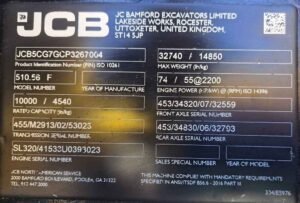 JCB
JC BAMFORD EXCAVATORS LIMITED
LAKESIDE WORKS, ROCESTER,
UTTOXETER, UNITED KINGDOM.
ST14 5JP
JCB5CG7GCP3267004
Product Identification Number (PIN) ISO 10261
510.56 F
MODEL NUMBER
YEAR OF MANUFACTURE
10000 / 4540
RATED CAPACITY (lb/kg)
455/M2913/02/53023
TRANSMISSION SERIAL NUMBER
SL320/41533U0393023
ENGINE SERIAL NUMBER
JCB NORTH AMERICAN SERVICE
2000 BAMFORD BOULEVARD, POOLER, GA 31322
TEL. 912 447 2000
32740 / 14850
MAX WEIGHT (lb/kg)
74 / 55@2200
ENGINE POWER (HP/kW) @ (RPM) ISO 14396
453/34320/07/32559
FRONT AXLE SERIAL NUMBER
453/34830/06/32793
REAR AXLE SERIAL NUMBER
SALES SPECIAL NUMBER
YEAR OF MODEL
THIS MACHINE COMPLIES WITH MANDATORY REQUIREMENTS
SPECIFIED IN ANSI/ITSDF B56.6 - 2016 PART III